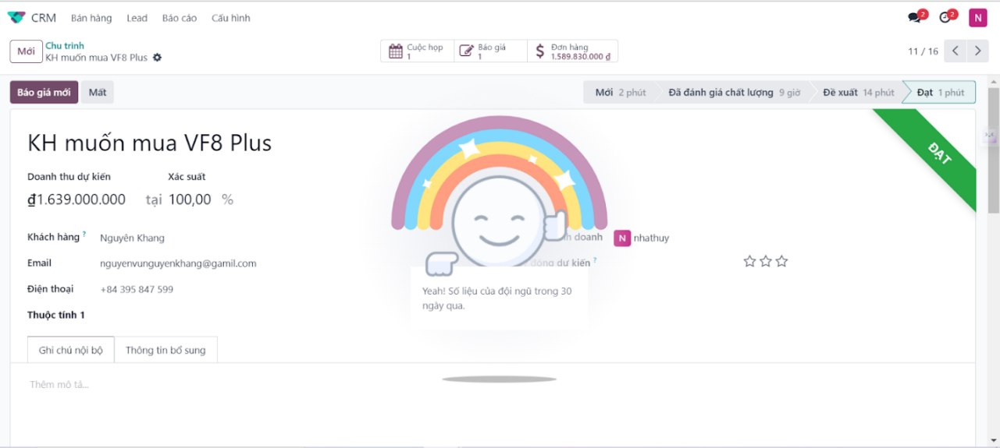 CRM Bán hàng Lead Báo cáo Cấu hình 2 2 N
Mới Chu trình
KH muốn mua VF8 Plus
Cuộc họp 1 Báo giá 1 Đơn hàng 1.589.830.000 ₫
11 / 16
Báo giá mới Mất Mới 2 phút Đã đánh giá chất lượng 9 giờ Đề xuất 14 phút Đạt 1 phút
ĐẠT
KH muốn mua VF8 Plus
Doanh thu dự kiến Xác suất
₫1.639.000.000 tại 100,00 %
Khách hàng ? Nguyên Khang doanh N nhathuy
Email nguyenvunguyenkhang@gamil.com đóng dự kiến ?
Điện thoại +84 395 847 599
Yeah! Số liệu của đội ngũ trong 30
ngày qua.
Thuộc tính 1
Ghi chú nội bộ Thông tin bổ sung
Thêm mô tả...